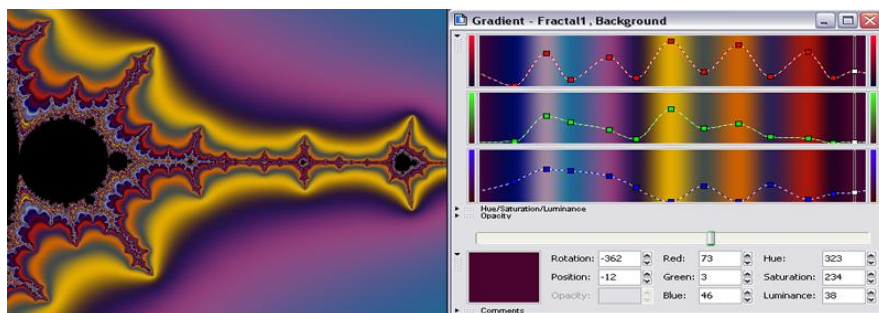 Gradient - Fractal1 , Background
Hue/Saturation/Luminance
Opacity
Rotation: -362 Red: 73 Hue: 323
Position: -12 Green: 3 Saturation: 234
Opacity: Blue: 46 Luminance: 38
Comments